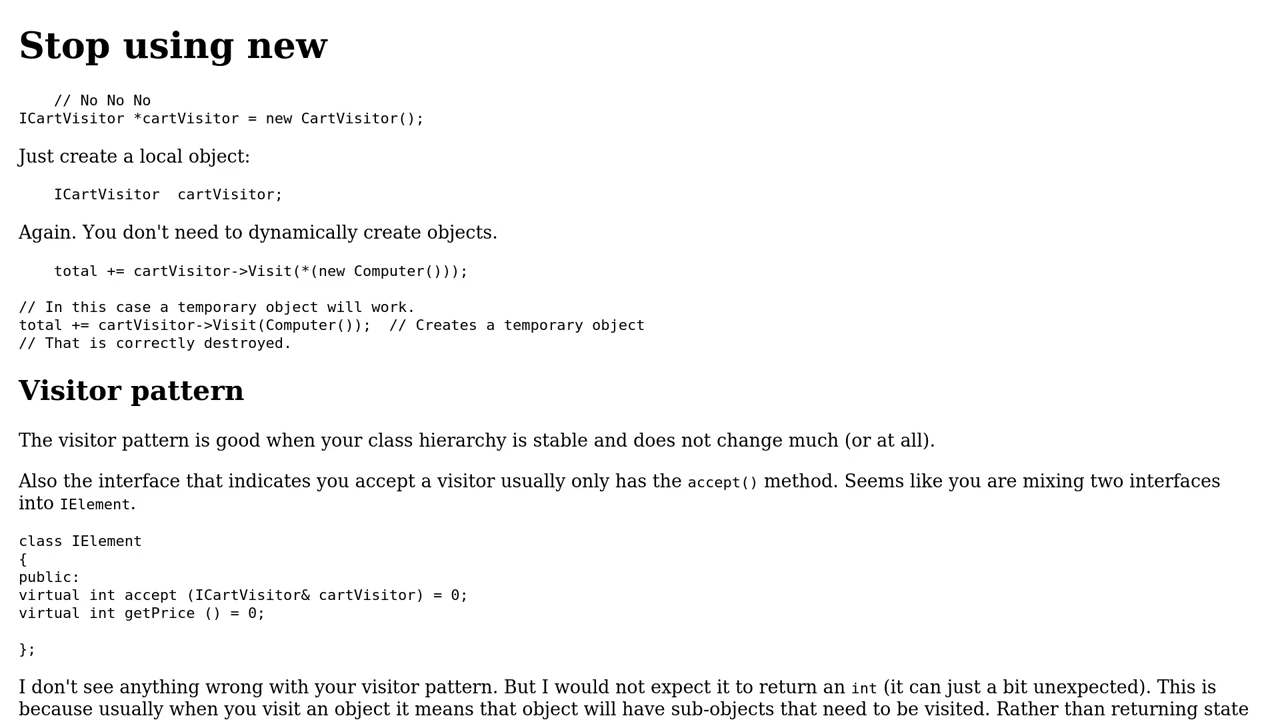 Stop using new
// No No No
ICartVisitor *cartVisitor = new CartVisitor();
Just create a local object:
ICartVisitor  cartVisitor;
Again. You don't need to dynamically create objects.
total += cartVisitor->Visit(*(new Computer()));
// In this case a temporary object will work.
total += cartVisitor->Visit(Computer());  // Creates a temporary object
// That is correctly destroyed.
Visitor pattern
The visitor pattern is good when your class hierarchy is stable and does not change much (or at all).
Also the interface that indicates you accept a visitor usually only has the accept() method. Seems like you are mixing two interfaces
into IElement.
class IElement
{
public:
virtual int accept (ICartVisitor& cartVisitor) = 0;
virtual int getPrice () = 0;
};
I don't see anything wrong with your visitor pattern. But I would not expect it to return an int (it can just a bit unexpected). This is
because usually when you visit an object it means that object will have sub-objects that need to be visited. Rather than returning state